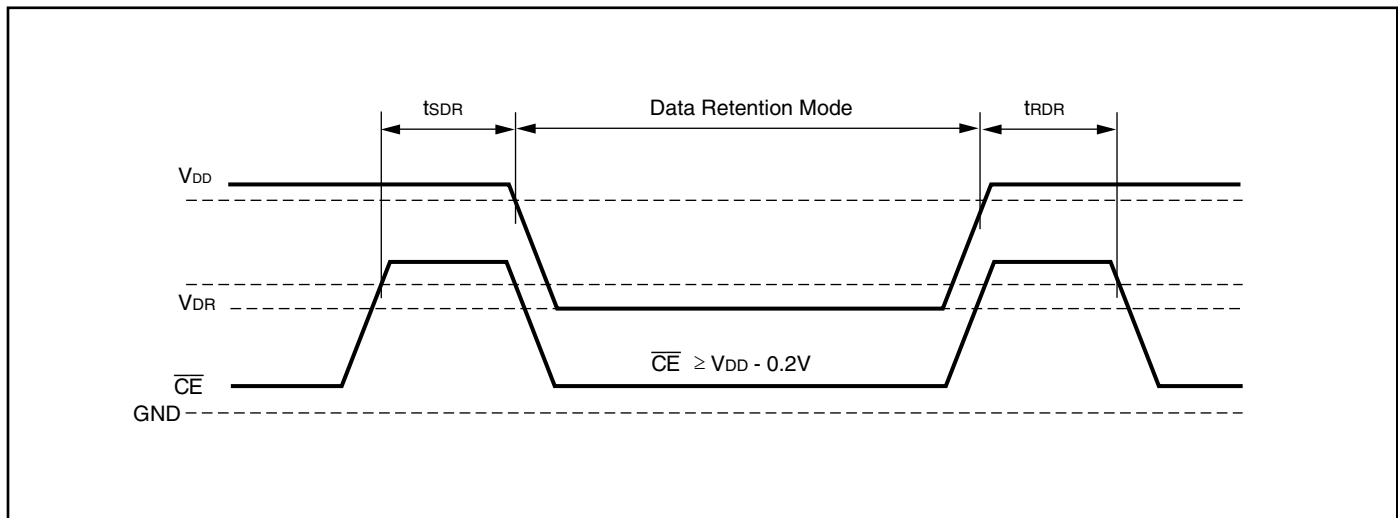 tSDR Data Retention Mode tRDR
VDD
VDR
CE ≥ VDD - 0.2V
CE
GND